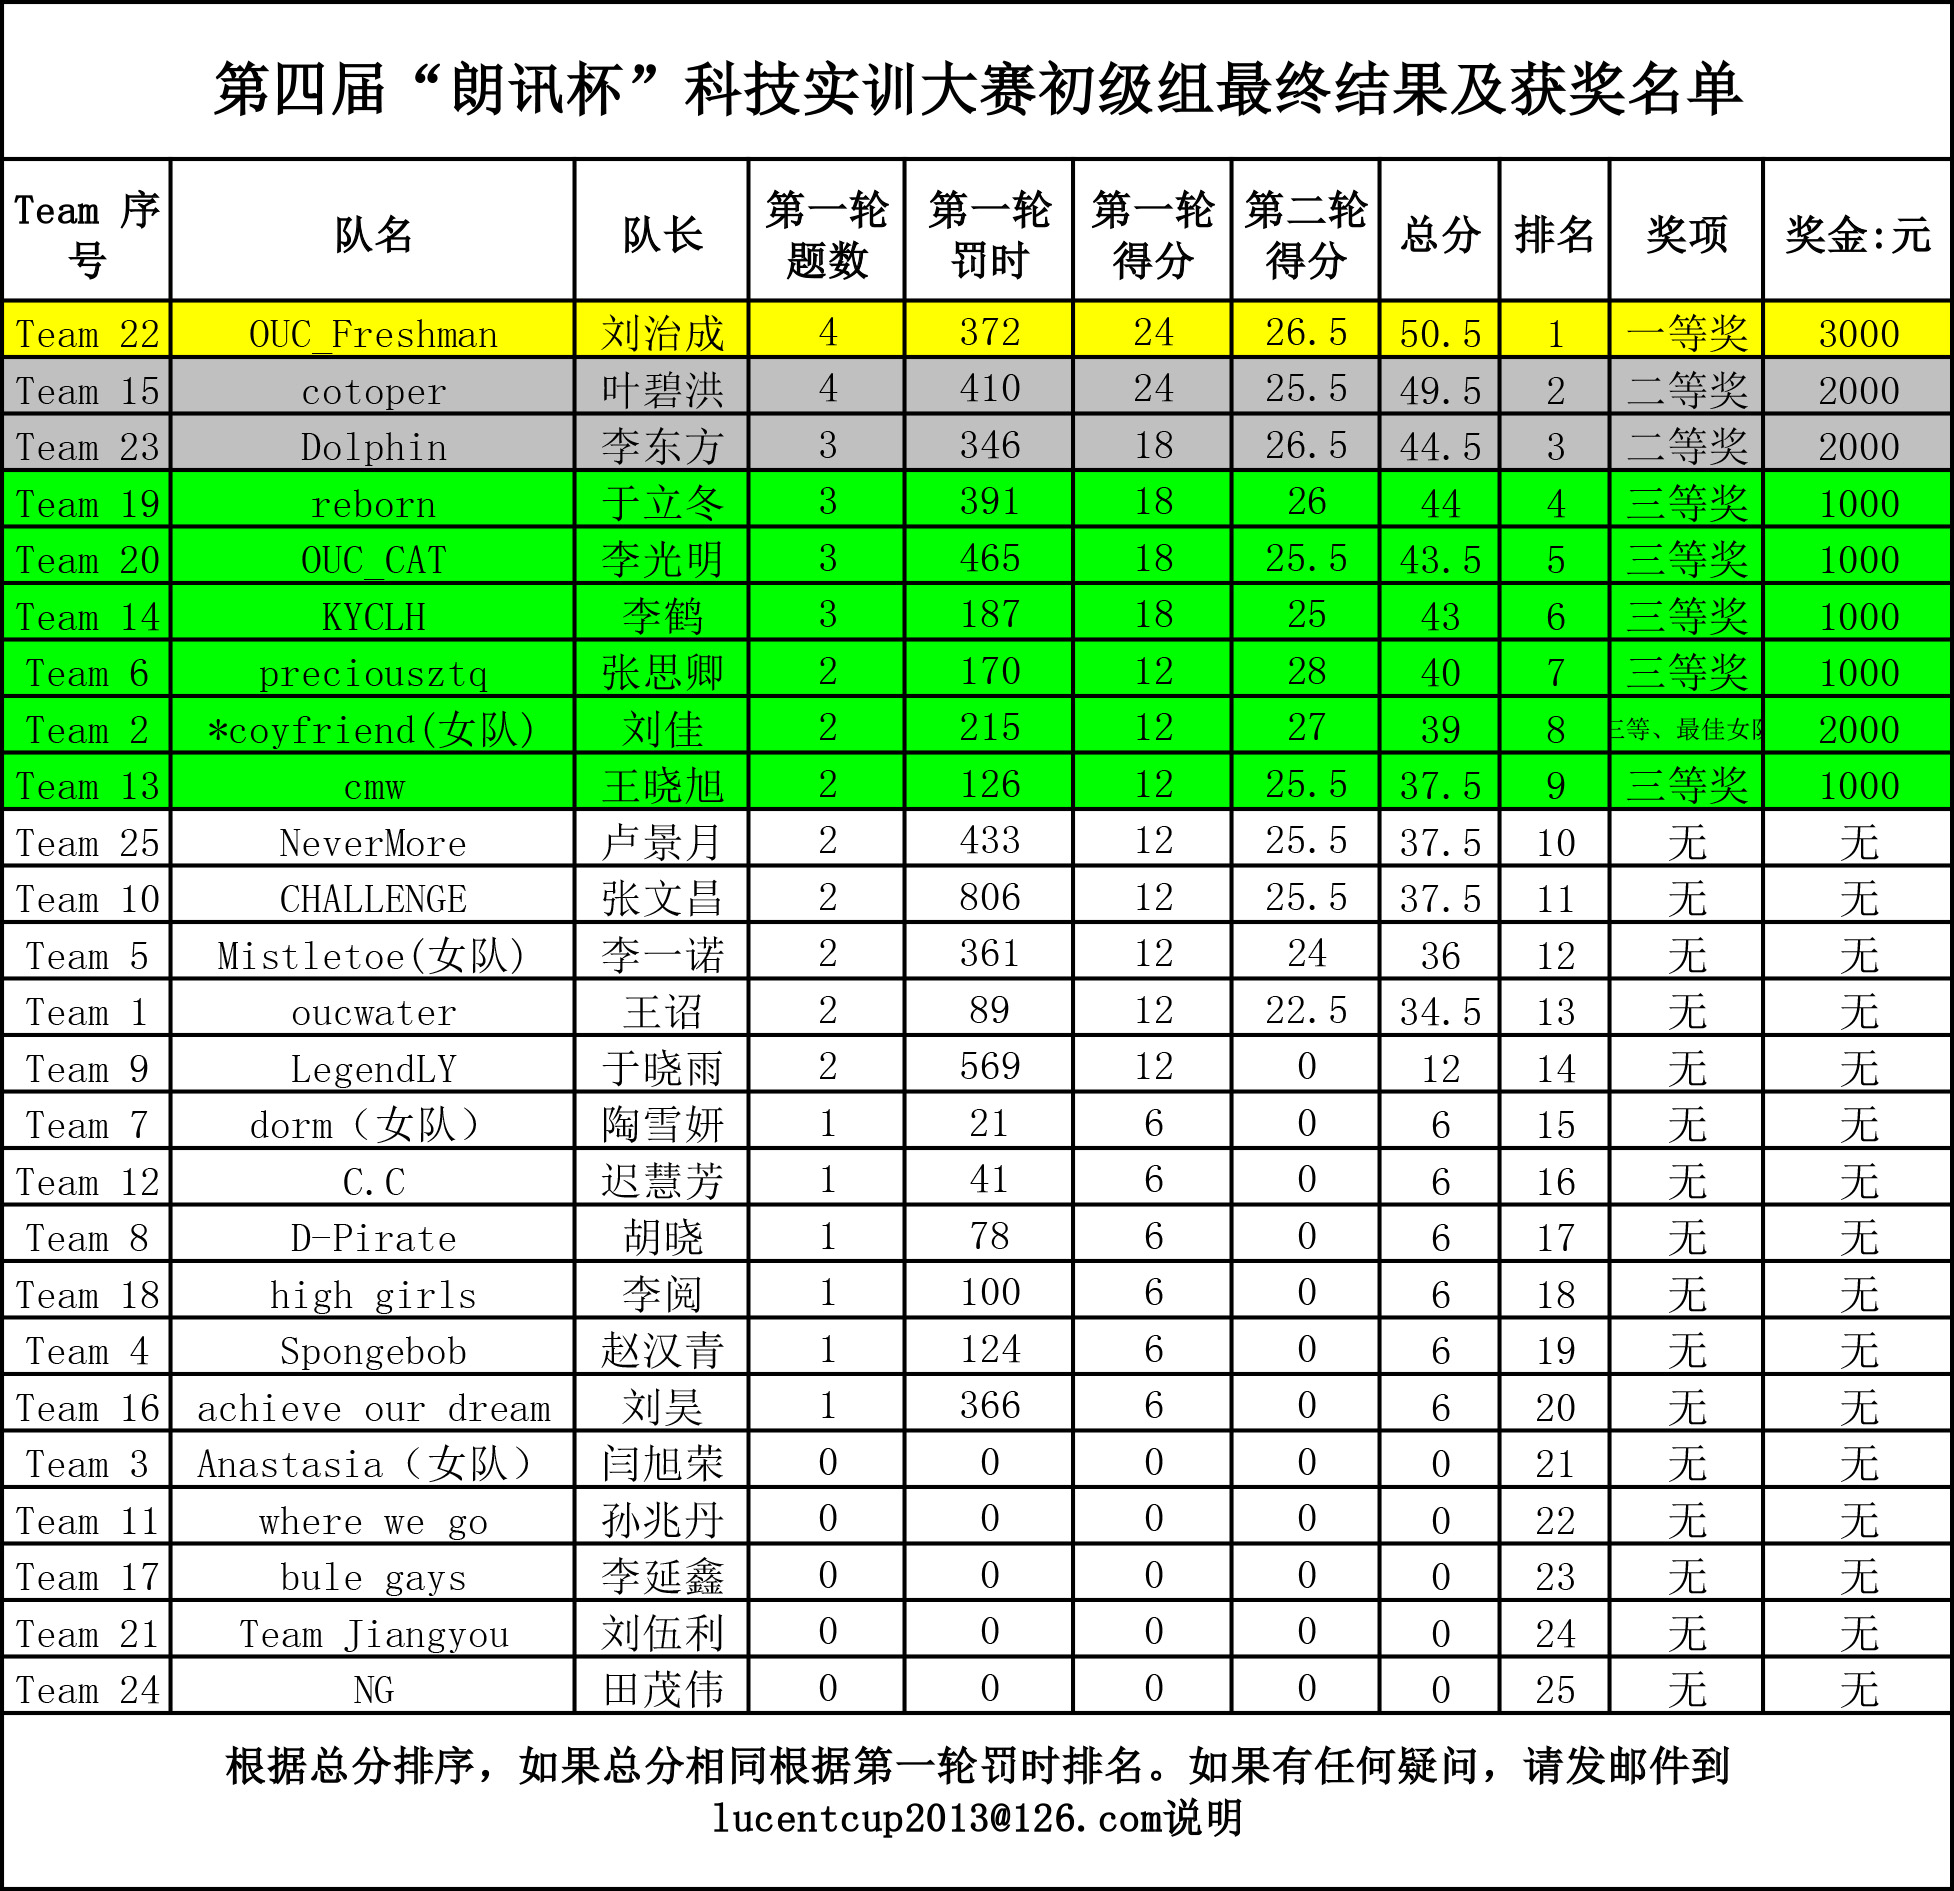 第四届“朗讯杯”科技实训大赛初级组最终结果及获奖名单
Team 序号 队名 队长 第一轮题数 第一轮罚时 第一轮得分 第二轮得分 总分 排名 奖项 奖金:元
Team 22 OUC_Freshman 刘治成 4 372 24 26.5 50.5 1 一等奖 3000
Team 15 cotoper 叶碧洪 4 410 24 25.5 49.5 2 二等奖 2000
Team 23 Dolphin 李东方 3 346 18 26.5 44.5 3 二等奖 2000
Team 19 reborn 于立冬 3 391 18 26 44 4 三等奖 1000
Team 20 OUC_CAT 李光明 3 465 18 25.5 43.5 5 三等奖 1000
Team 14 KYCLH 李鹤 3 187 18 25 43 6 三等奖 1000
Team 6 preciousztq 张思卿 2 170 12 28 40 7 三等奖 1000
Team 2 *coyfriend(女队) 刘佳 2 215 12 27 39 8 三等、最佳女队 2000
Team 13 cmw 王晓旭 2 126 12 25.5 37.5 9 三等奖 1000
Team 25 NeverMore 卢景月 2 433 12 25.5 37.5 10 无 无
Team 10 CHALLENGE 张文昌 2 806 12 25.5 37.5 11 无 无
Team 5 Mistletoe(女队) 李一诺 2 361 12 24 36 12 无 无
Team 1 oucwater 王诏 2 89 12 22.5 34.5 13 无 无
Team 9 LegendLY 于晓雨 2 569 12 0 12 14 无 无
Team 7 dorm（女队） 陶雪妍 1 21 6 0 6 15 无 无
Team 12 C.C 迟慧芳 1 41 6 0 6 16 无 无
Team 8 D-Pirate 胡晓 1 78 6 0 6 17 无 无
Team 18 high girls 李阅 1 100 6 0 6 18 无 无
Team 4 Spongebob 赵汉青 1 124 6 0 6 19 无 无
Team 16 achieve our dream 刘昊 1 366 6 0 6 20 无 无
Team 3 Anastasia（女队） 闫旭荣 0 0 0 0 0 21 无 无
Team 11 where we go 孙兆丹 0 0 0 0 0 22 无 无
Team 17 bule gays 李延鑫 0 0 0 0 0 23 无 无
Team 21 Team Jiangyou 刘伍利 0 0 0 0 0 24 无 无
Team 24 NG 田茂伟 0 0 0 0 0 25 无 无
根据总分排序，如果总分相同根据第一轮罚时排名。如果有任何疑问，请发邮件到
lucentcup2013@126.com说明